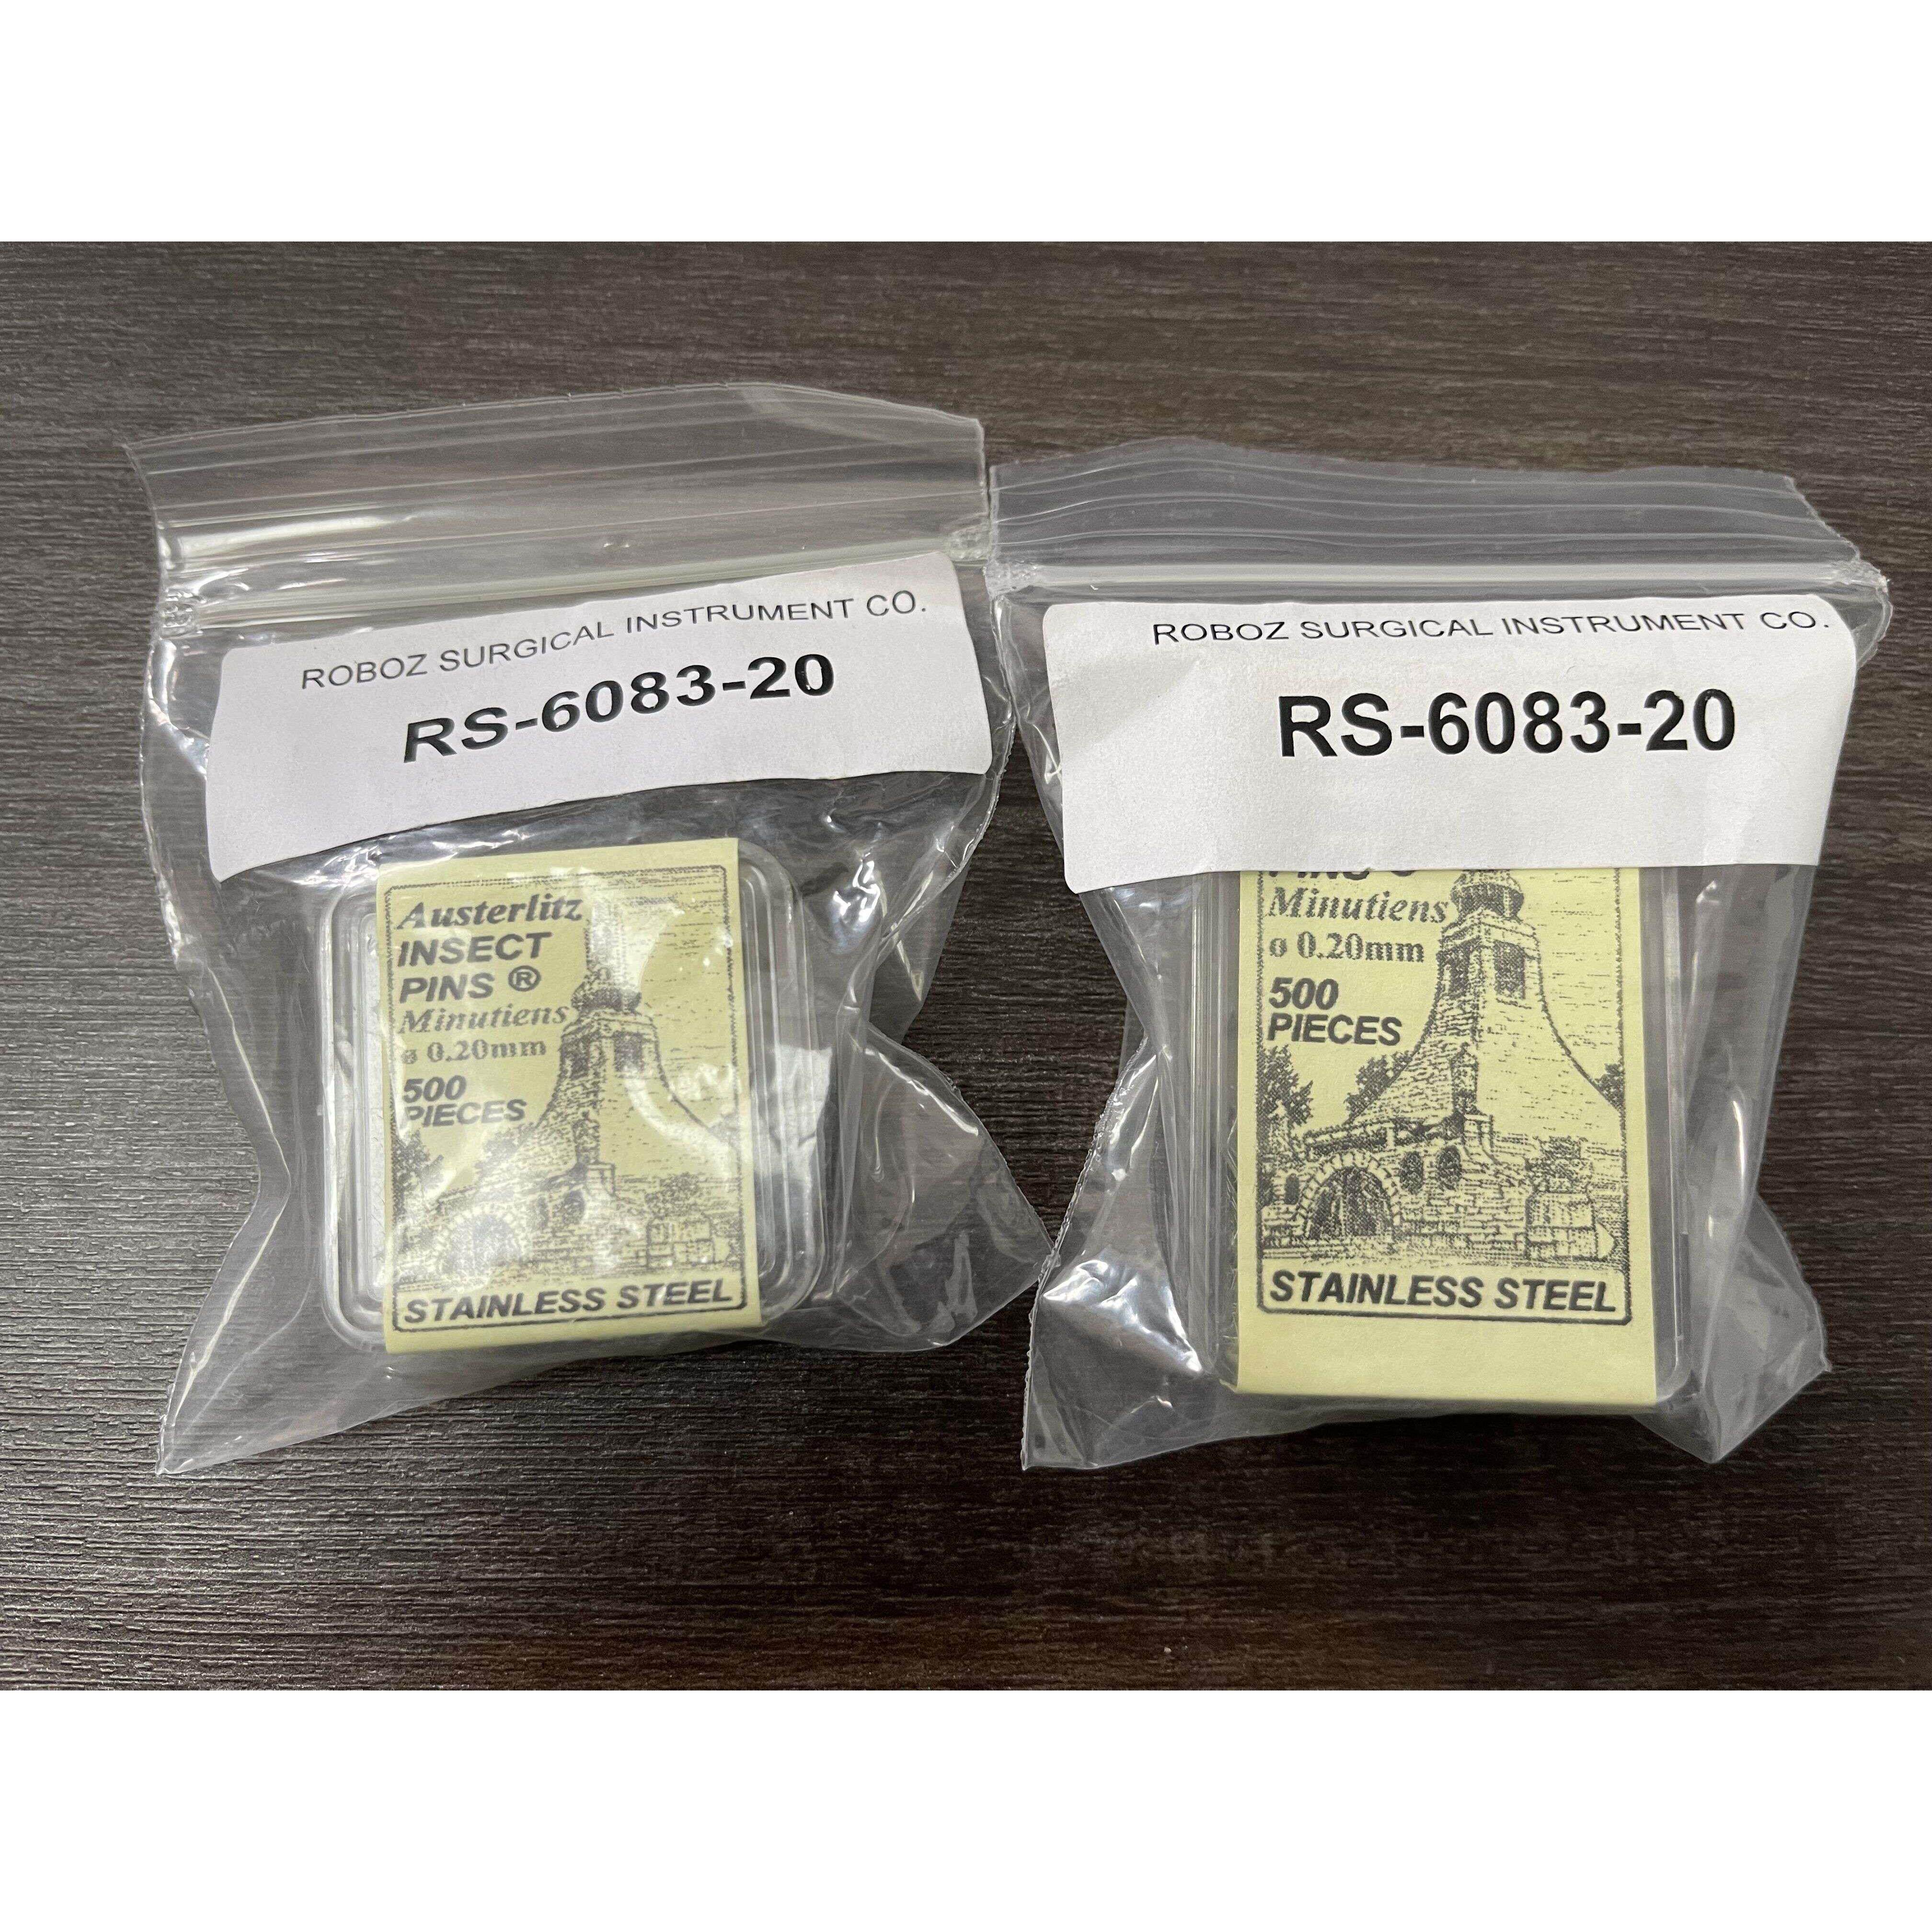 ROBOZ SURGICAL INSTRUMENT CO.
RS-6083-20
Austerlitz
INSECT
PINS ®
Minutiens
ø 0.20mm
500
PIECES
STAINLESS STEEL
ROBOZ SURGICAL INSTRUMENT CO.
RS-6083-20
Minutiens
ø 0.20mm
500
PIECES
STAINLESS STEEL